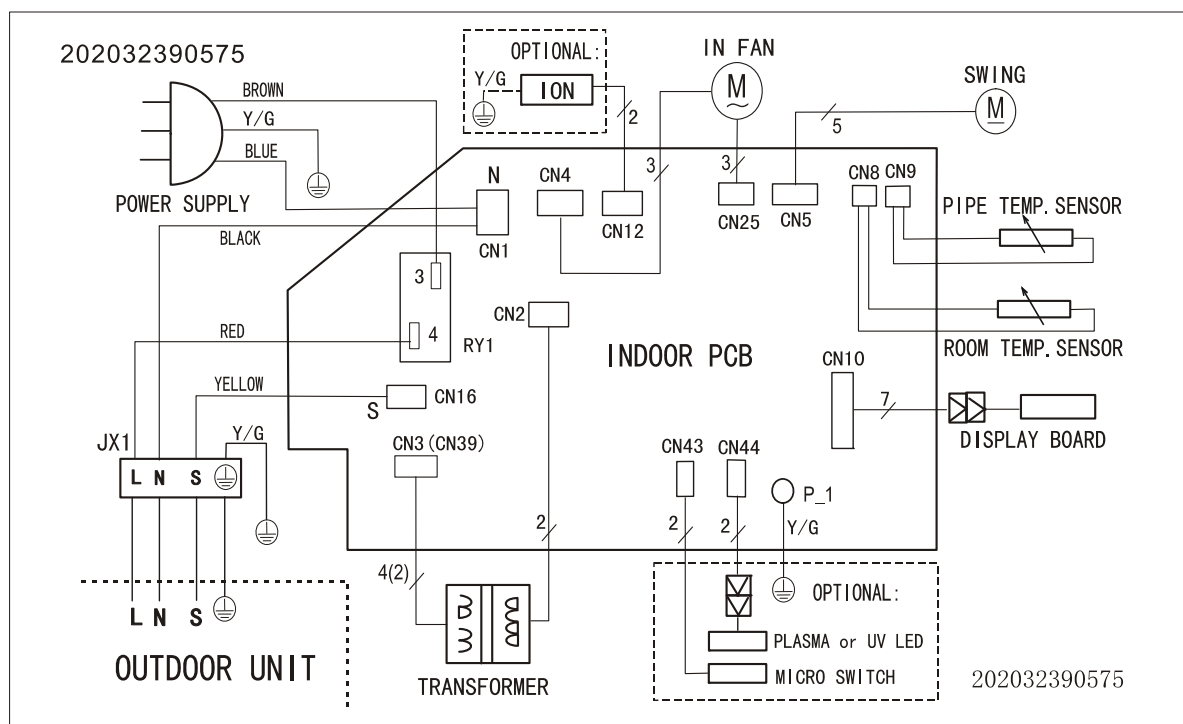 202032390575
OPTIONAL:
IN FAN
SWING
Y/G
ION
M
~
M
BROWN
Y/G
BLUE
2
5
3
3
POWER SUPPLY
N
CN4
CN12
CN25
CN5
CN8
CN9
PIPE TEMP. SENSOR
BLACK
CN1
3
4
RY1
CN2
RED
INDOOR PCB
ROOM TEMP. SENSOR
CN10
YELLOW
S
CN16
7
DISPLAY BOARD
JX1
Y/G
L N S
CN3 (CN39)
CN43
CN44
P_1
Y/G
2
2
2
4(2)
L N S
OUTDOOR UNIT
TRANSFORMER
OPTIONAL:
PLASMA or UV LED
MICRO SWITCH
202032390575